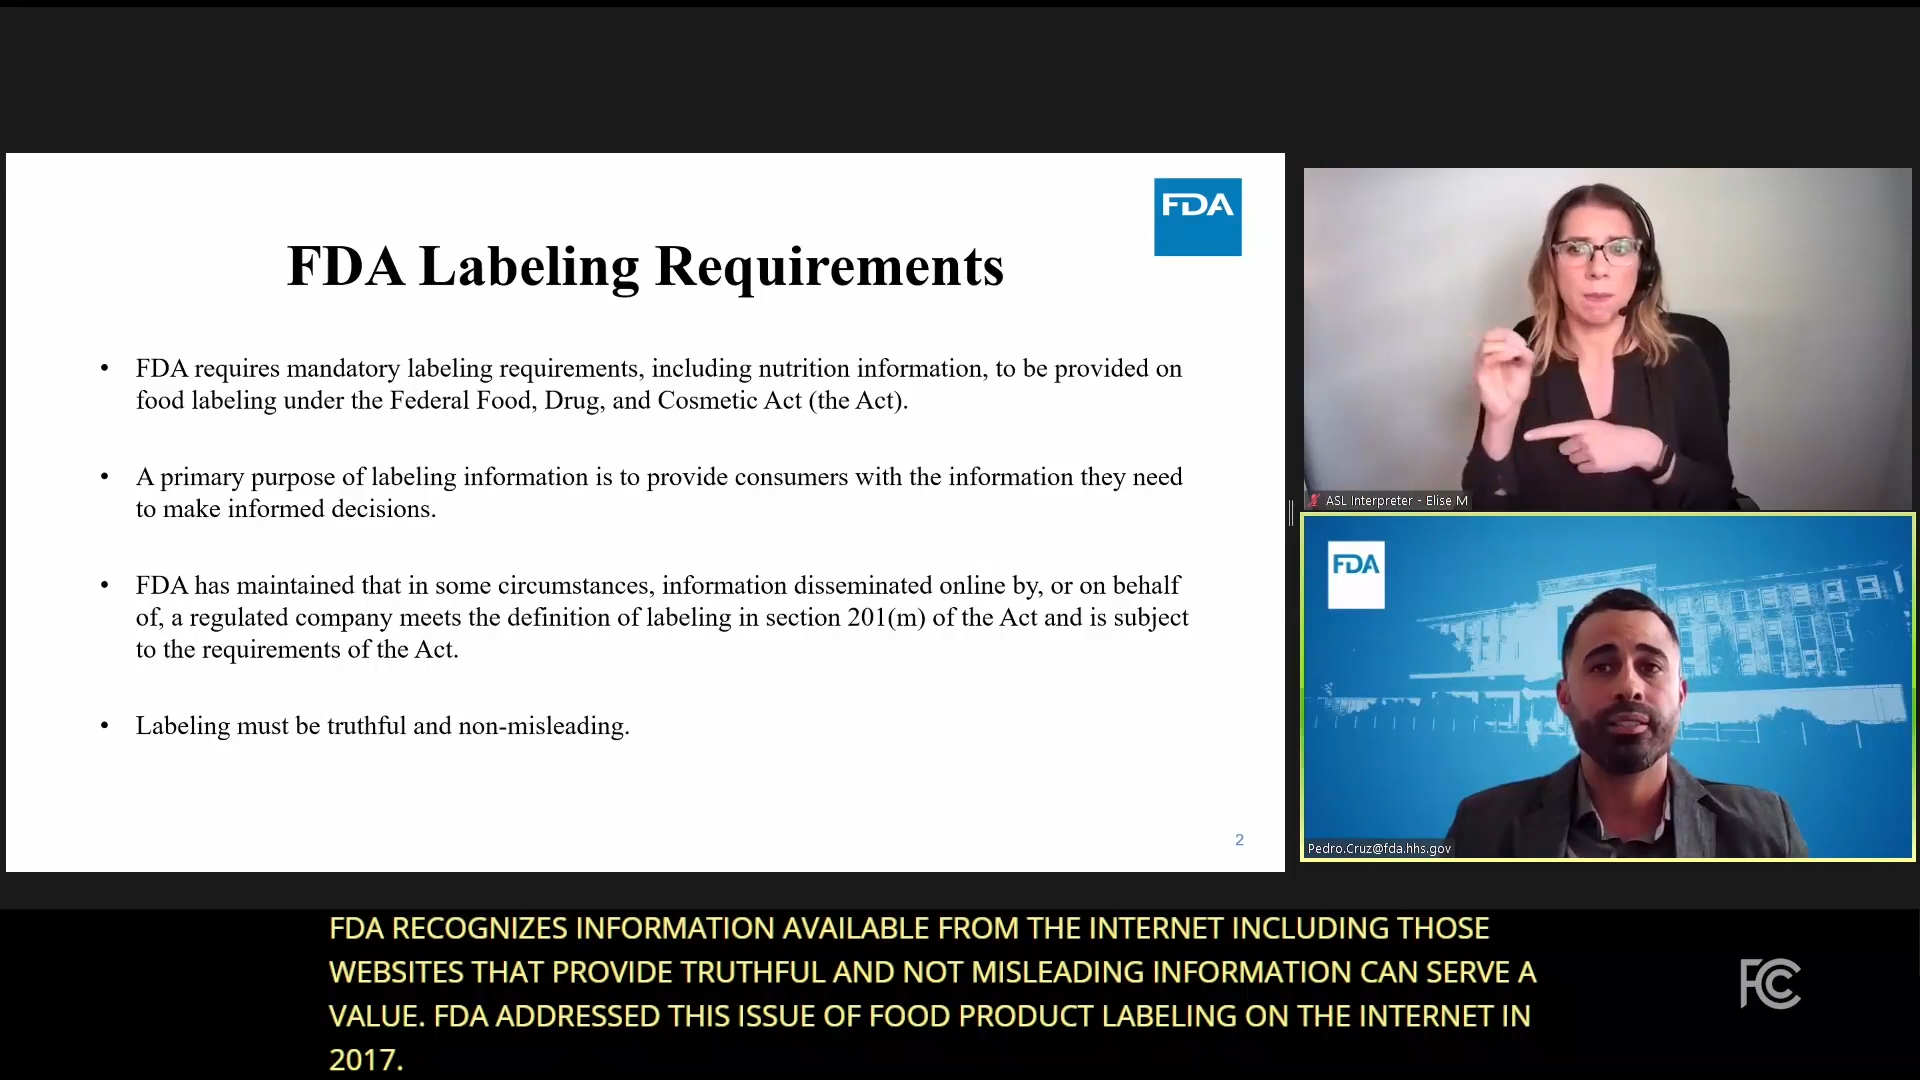 FDA
FDA Labeling Requirements
• FDA requires mandatory labeling requirements, including nutrition information, to be provided on
food labeling under the Federal Food, Drug, and Cosmetic Act (the Act).
• A primary purpose of labeling information is to provide consumers with the information they need
to make informed decisions.
• FDA has maintained that in some circumstances, information disseminated online by, or on behalf
of, a regulated company meets the definition of labeling in section 201(m) of the Act and is subject
to the requirements of the Act.
• Labeling must be truthful and non-misleading.
2
ASL Interpreter - Elise M
FDA
Pedro.Cruz@fda.hhs.gov
FDA RECOGNIZES INFORMATION AVAILABLE FROM THE INTERNET INCLUDING THOSE
WEBSITES THAT PROVIDE TRUTHFUL AND NOT MISLEADING INFORMATION CAN SERVE A
VALUE. FDA ADDRESSED THIS ISSUE OF FOOD PRODUCT LABELING ON THE INTERNET IN
2017.
FCC